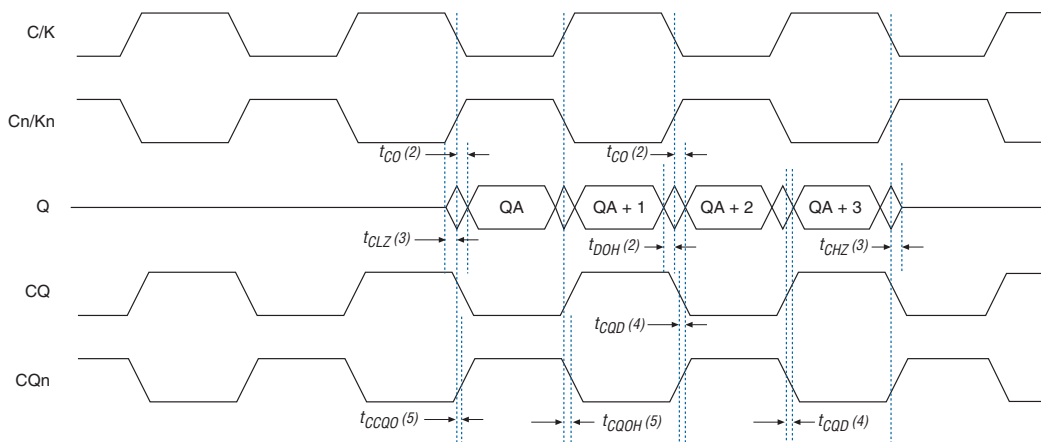 C/K
Cn/Kn
tCO (2) tCO (2)
Q QA QA + 1 QA + 2 QA + 3
tCLZ (3) tDOH (2) tCHZ (3)
CQ
tCQD (4)
CQn
tCCQO (5) tCQOH (5) tCQD (4)